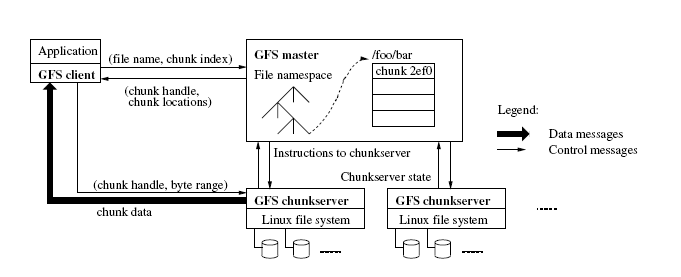 Application
GFS client
(file name, chunk index)
(chunk handle,
chunk locations)
GFS master
File namespace
/foo/bar
chunk 2ef0
Legend:
Data messages
Control messages
Instructions to chunkserver
Chunkserver state
(chunk handle, byte range)
chunk data
GFS chunkserver
Linux file system
GFS chunkserver
Linux file system